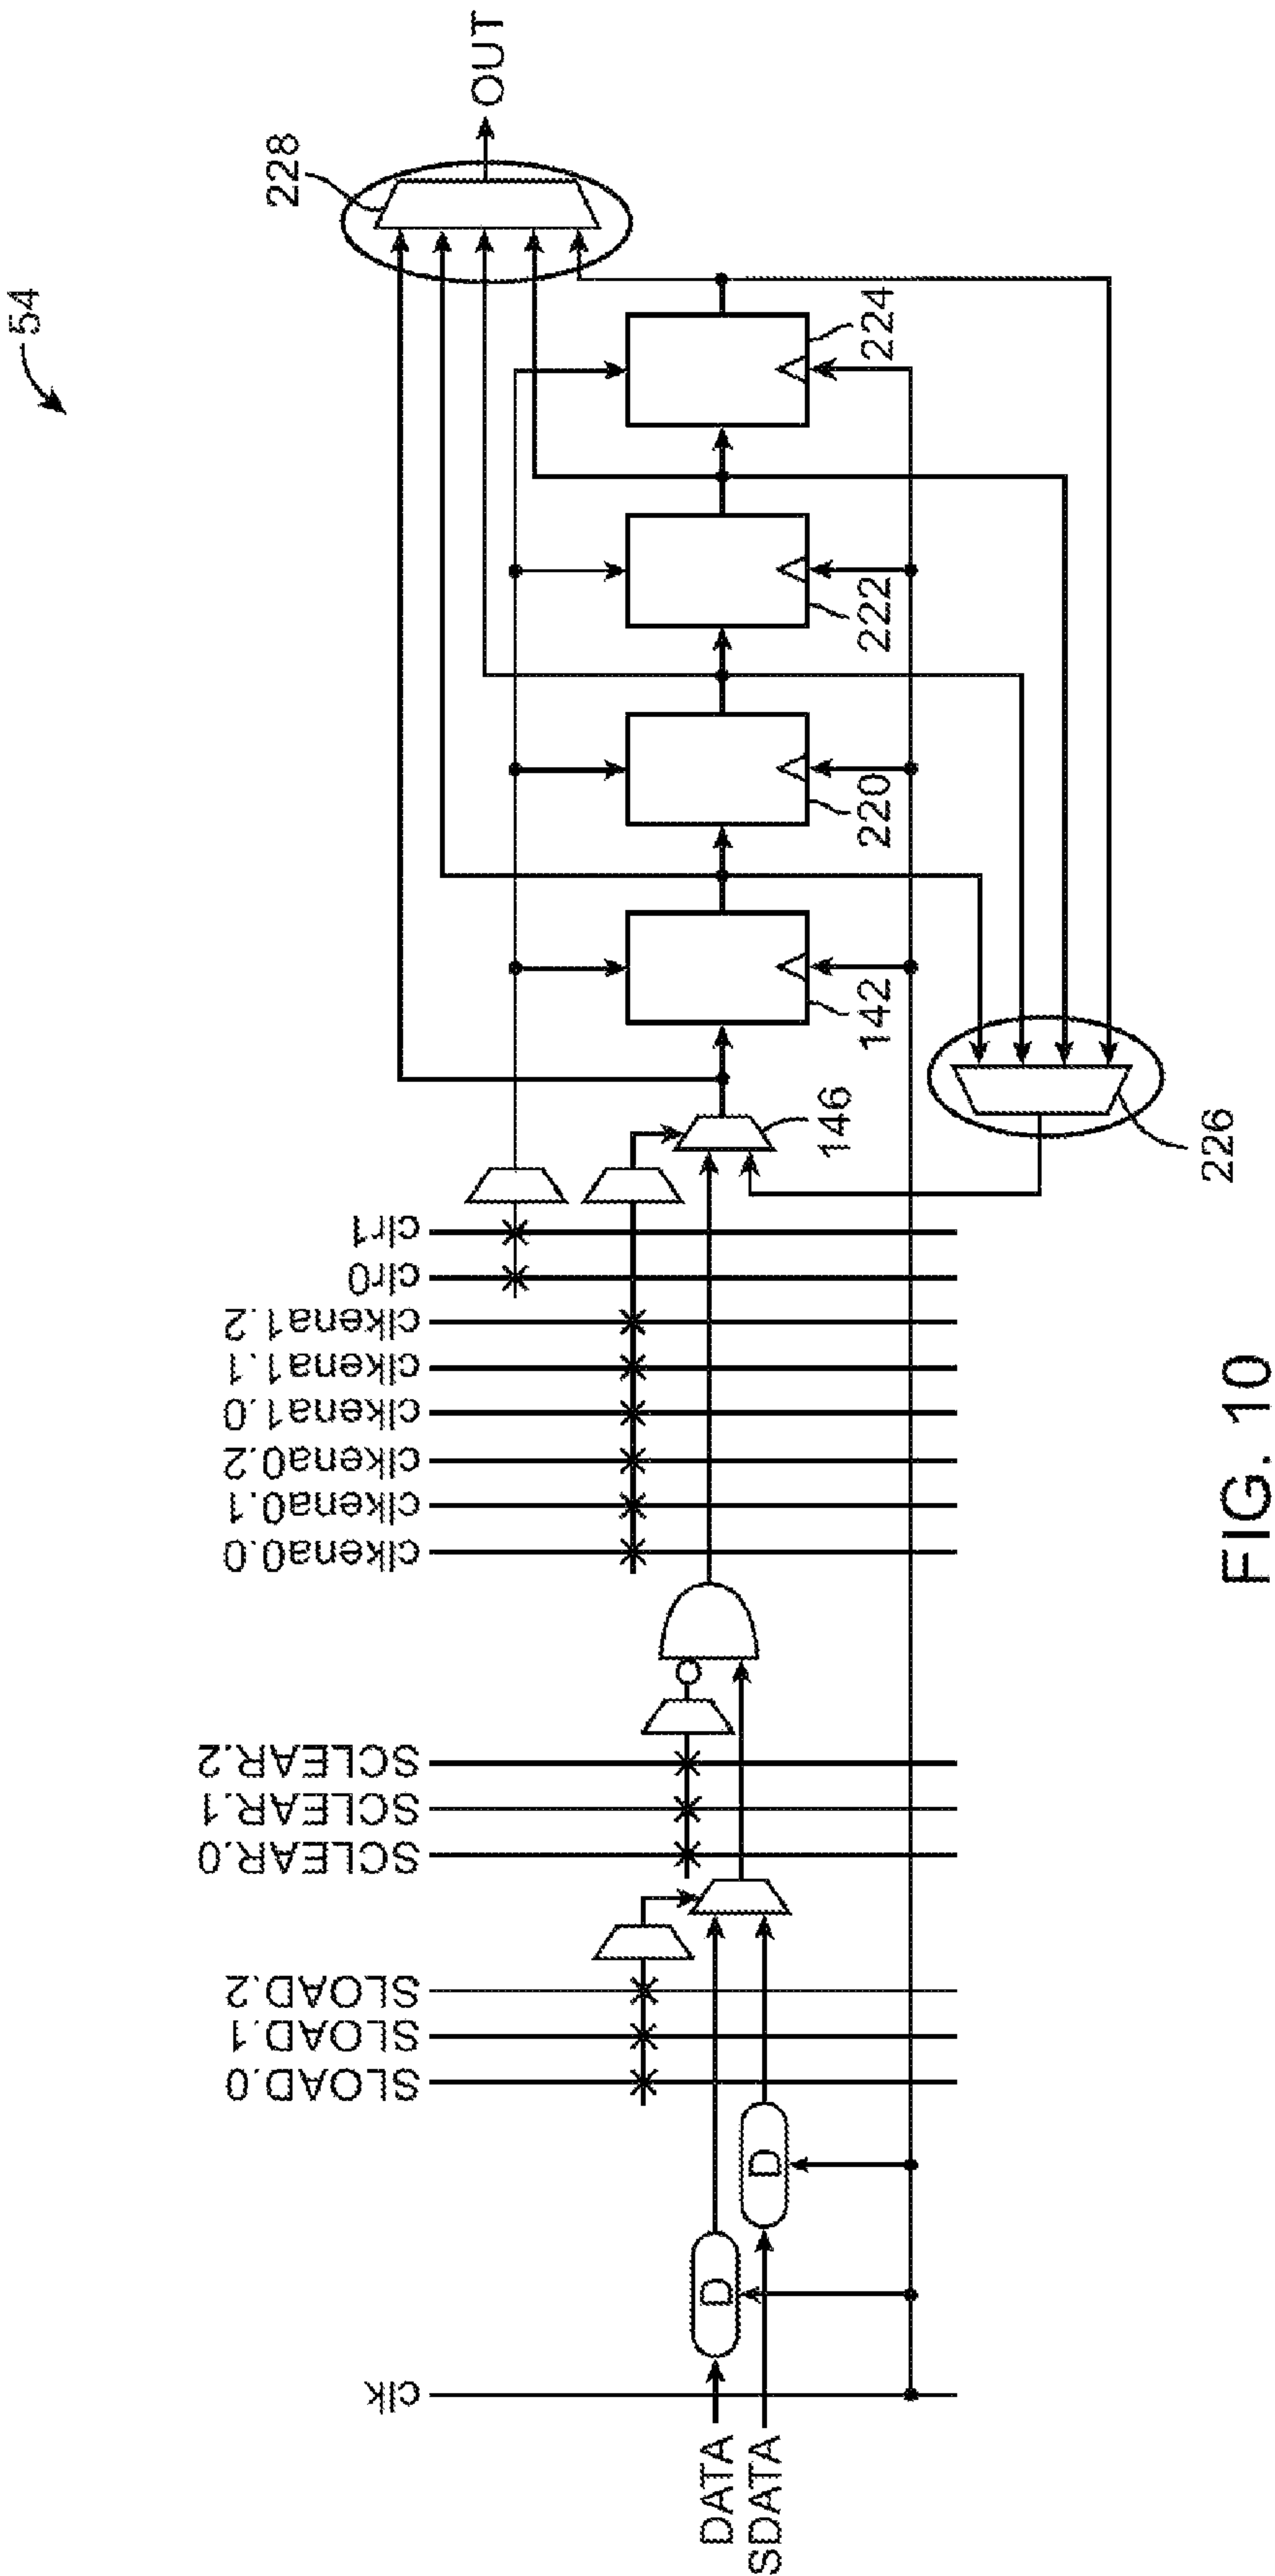 54
228
OUT
224
222
220
142
146
226
clr1
clr0
clkena1.2
clkena1.1
clkena1.0
clkena0.2
clkena0.1
clkena0.0
SCLEAR.2
SCLEAR.1
SCLEAR.0
SLOAD.2
SLOAD.1
SLOAD.0
D
D
clk
DATA
SDATA
FIG. 10